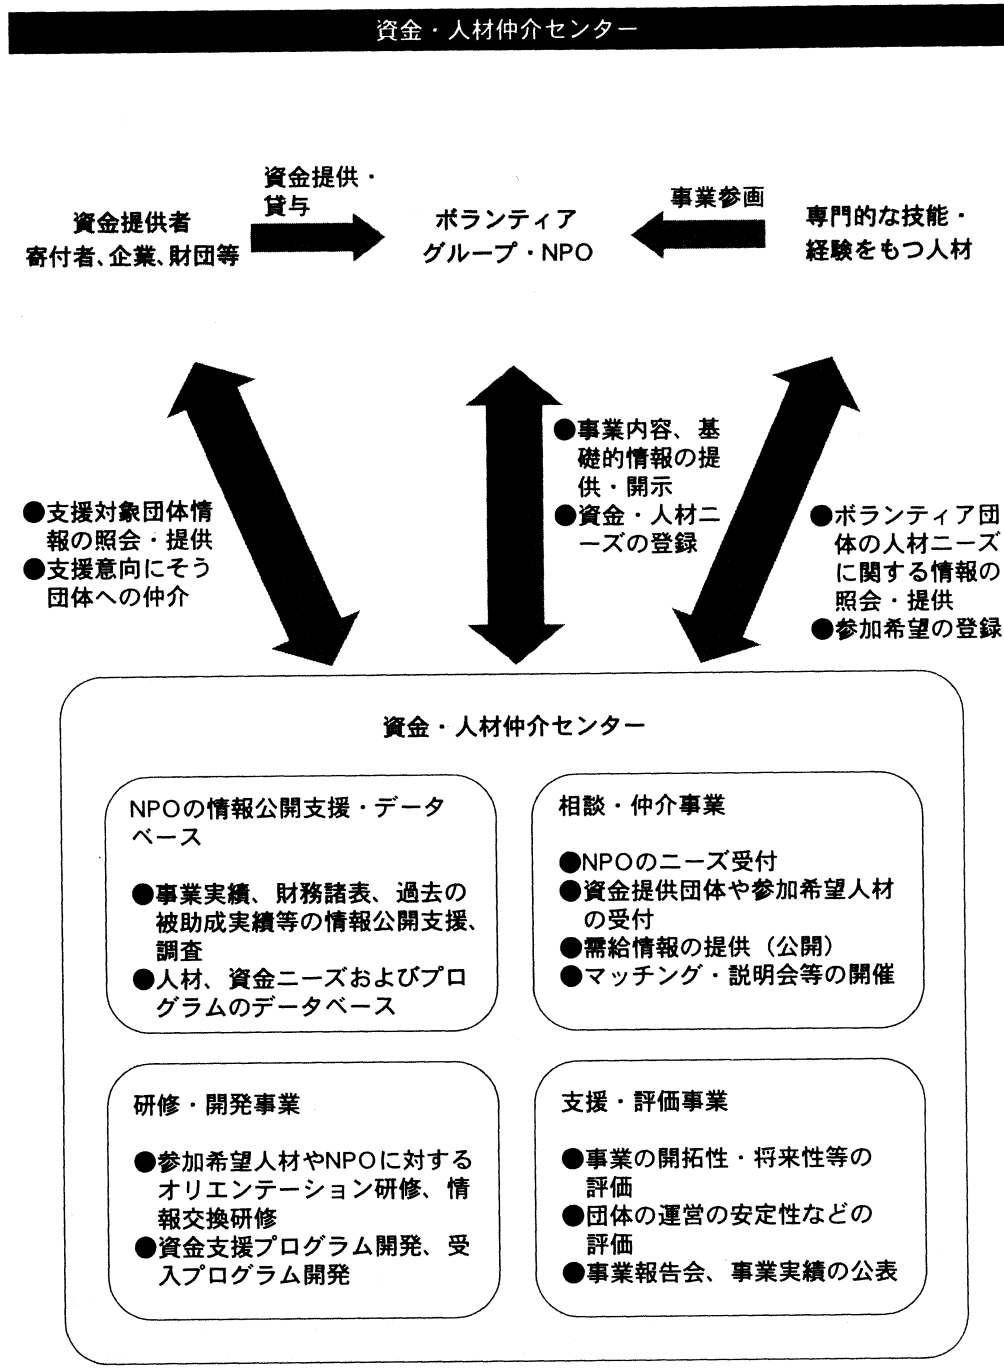 資金・人材仲介センター
資金提供・
貸与
事業参画
資金提供者
寄付者、企業、財団等
ボランティア
グループ・NPO
専門的な技能・
経験をもつ人材
●支援対象団体情
報の照会・提供
●支援意向にそう
団体への仲介
●事業内容、基
礎的情報の提
供・開示
●資金・人材ニ
ーズの登録
●ボランティア団
体の人材ニーズ
に関する情報の
照会・提供
●参加希望の登録
資金・人材仲介センター
NPOの情報公開支援・データ
ベース
●事業実績、財務諸表、過去の
被助成実績等の情報公開支援、
調査
●人材、資金ニーズおよびプロ
グラムのデータベース
相談・仲介事業
●NPOのニーズ受付
●資金提供団体や参加希望人材
の受付
●需給情報の提供（公開）
●マッチング・説明会等の開催
研修・開発事業
●参加希望人材やNPOに対する
オリエンテーション研修、情
報交換研修
●資金支援プログラム開発、受
入プログラム開発
支援・評価事業
●事業の開拓性・将来性等の
評価
●団体の運営の安定性などの
評価
●事業報告会、事業実績の公表